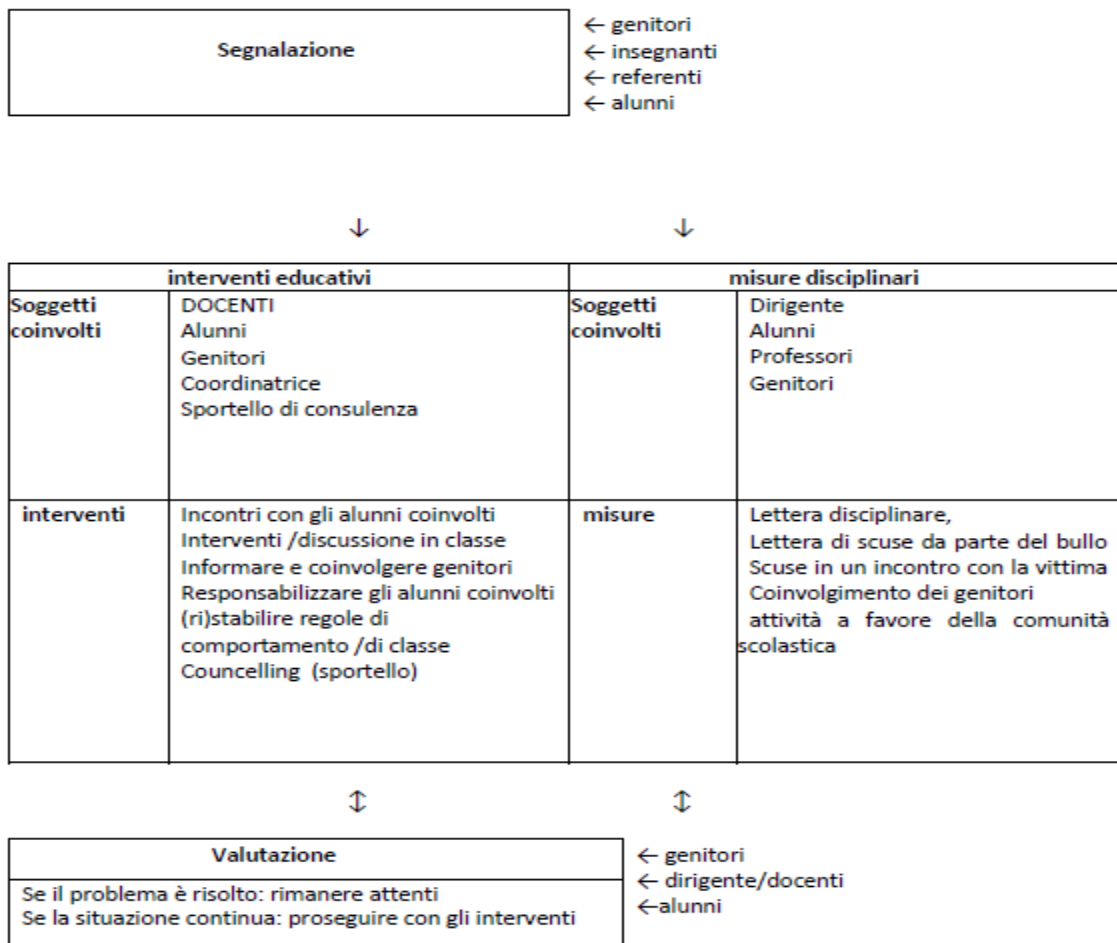 Segnalazione
← genitori
← insegnanti
← referenti
← alunni
↓ ↓
interventi educativi
misure disciplinari
Soggetti
coinvolti
DOCENTI
Alunni
Genitori
Coordinatrice
Sportello di consulenza
Soggetti
coinvolti
Dirigente
Alunni
Professori
Genitori
interventi
Incontri con gli alunni coinvolti
Interventi /discussione in classe
Informare e coinvolgere genitori
Responsabilizzare gli alunni coinvolti
(ri)stabilire regole di
comportamento /di classe
Councelling (sportello)
misure
Lettera disciplinare,
Lettera di scuse da parte del bullo
Scuse in un incontro con la vittima
Coinvolgimento dei genitori
attività a favore della comunità
scolastica
↕ ↕
Valutazione
Se il problema è risolto: rimanere attenti
Se la situazione continua: proseguire con gli interventi
← genitori
← dirigente/docenti
←alunni